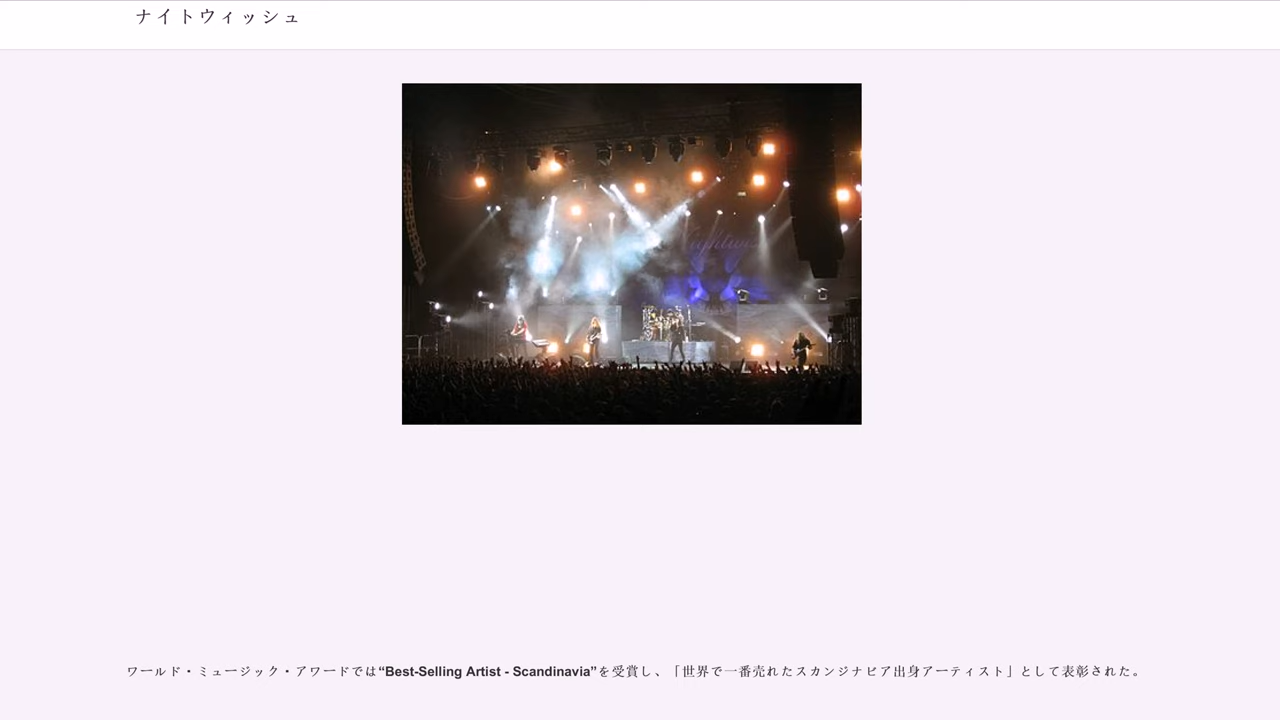 ナイトウィッシュ
Nightwish
ワールド・ミュージック・アワードでは“Best-Selling Artist - Scandinavia”を受賞し、「世界で一番売れたスカンジナビア出身アーティスト」として表彰された。